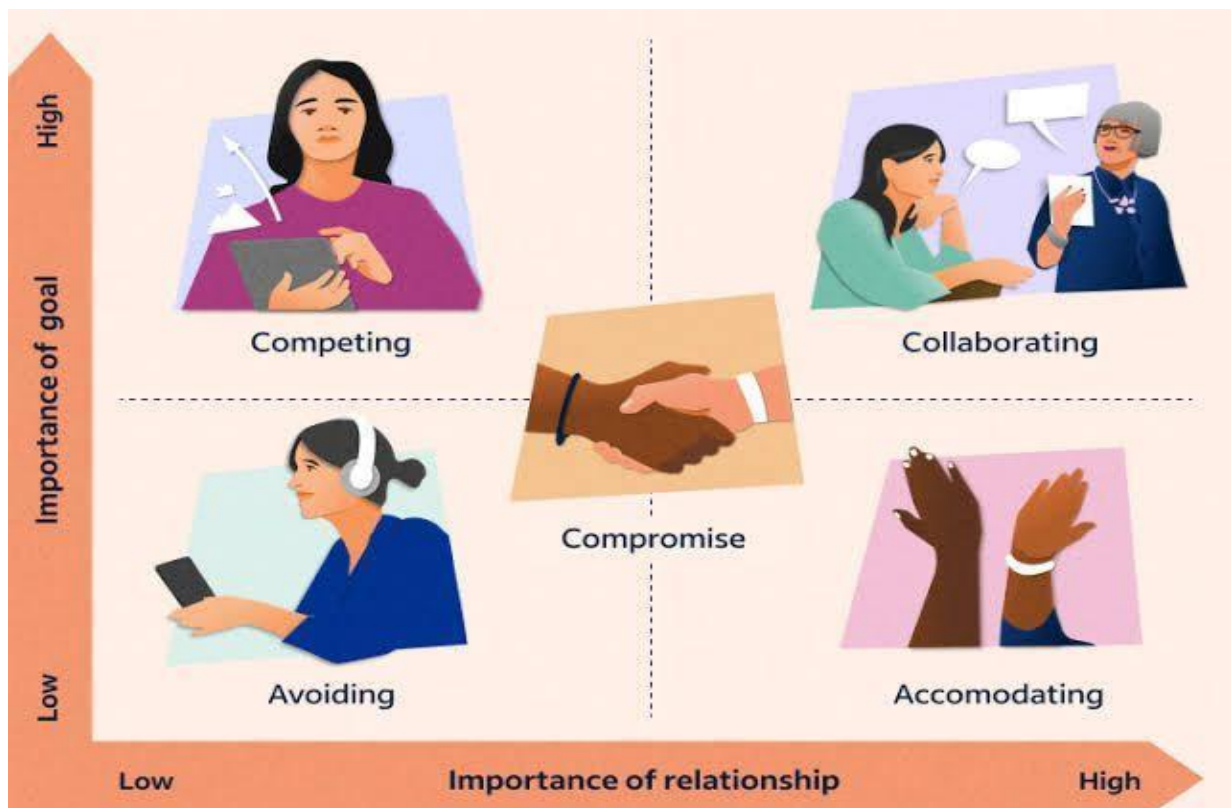 High
Importance of goal
Low
Competing
Collaborating
Compromise
Avoiding
Accomodating
Low
Importance of relationship
High